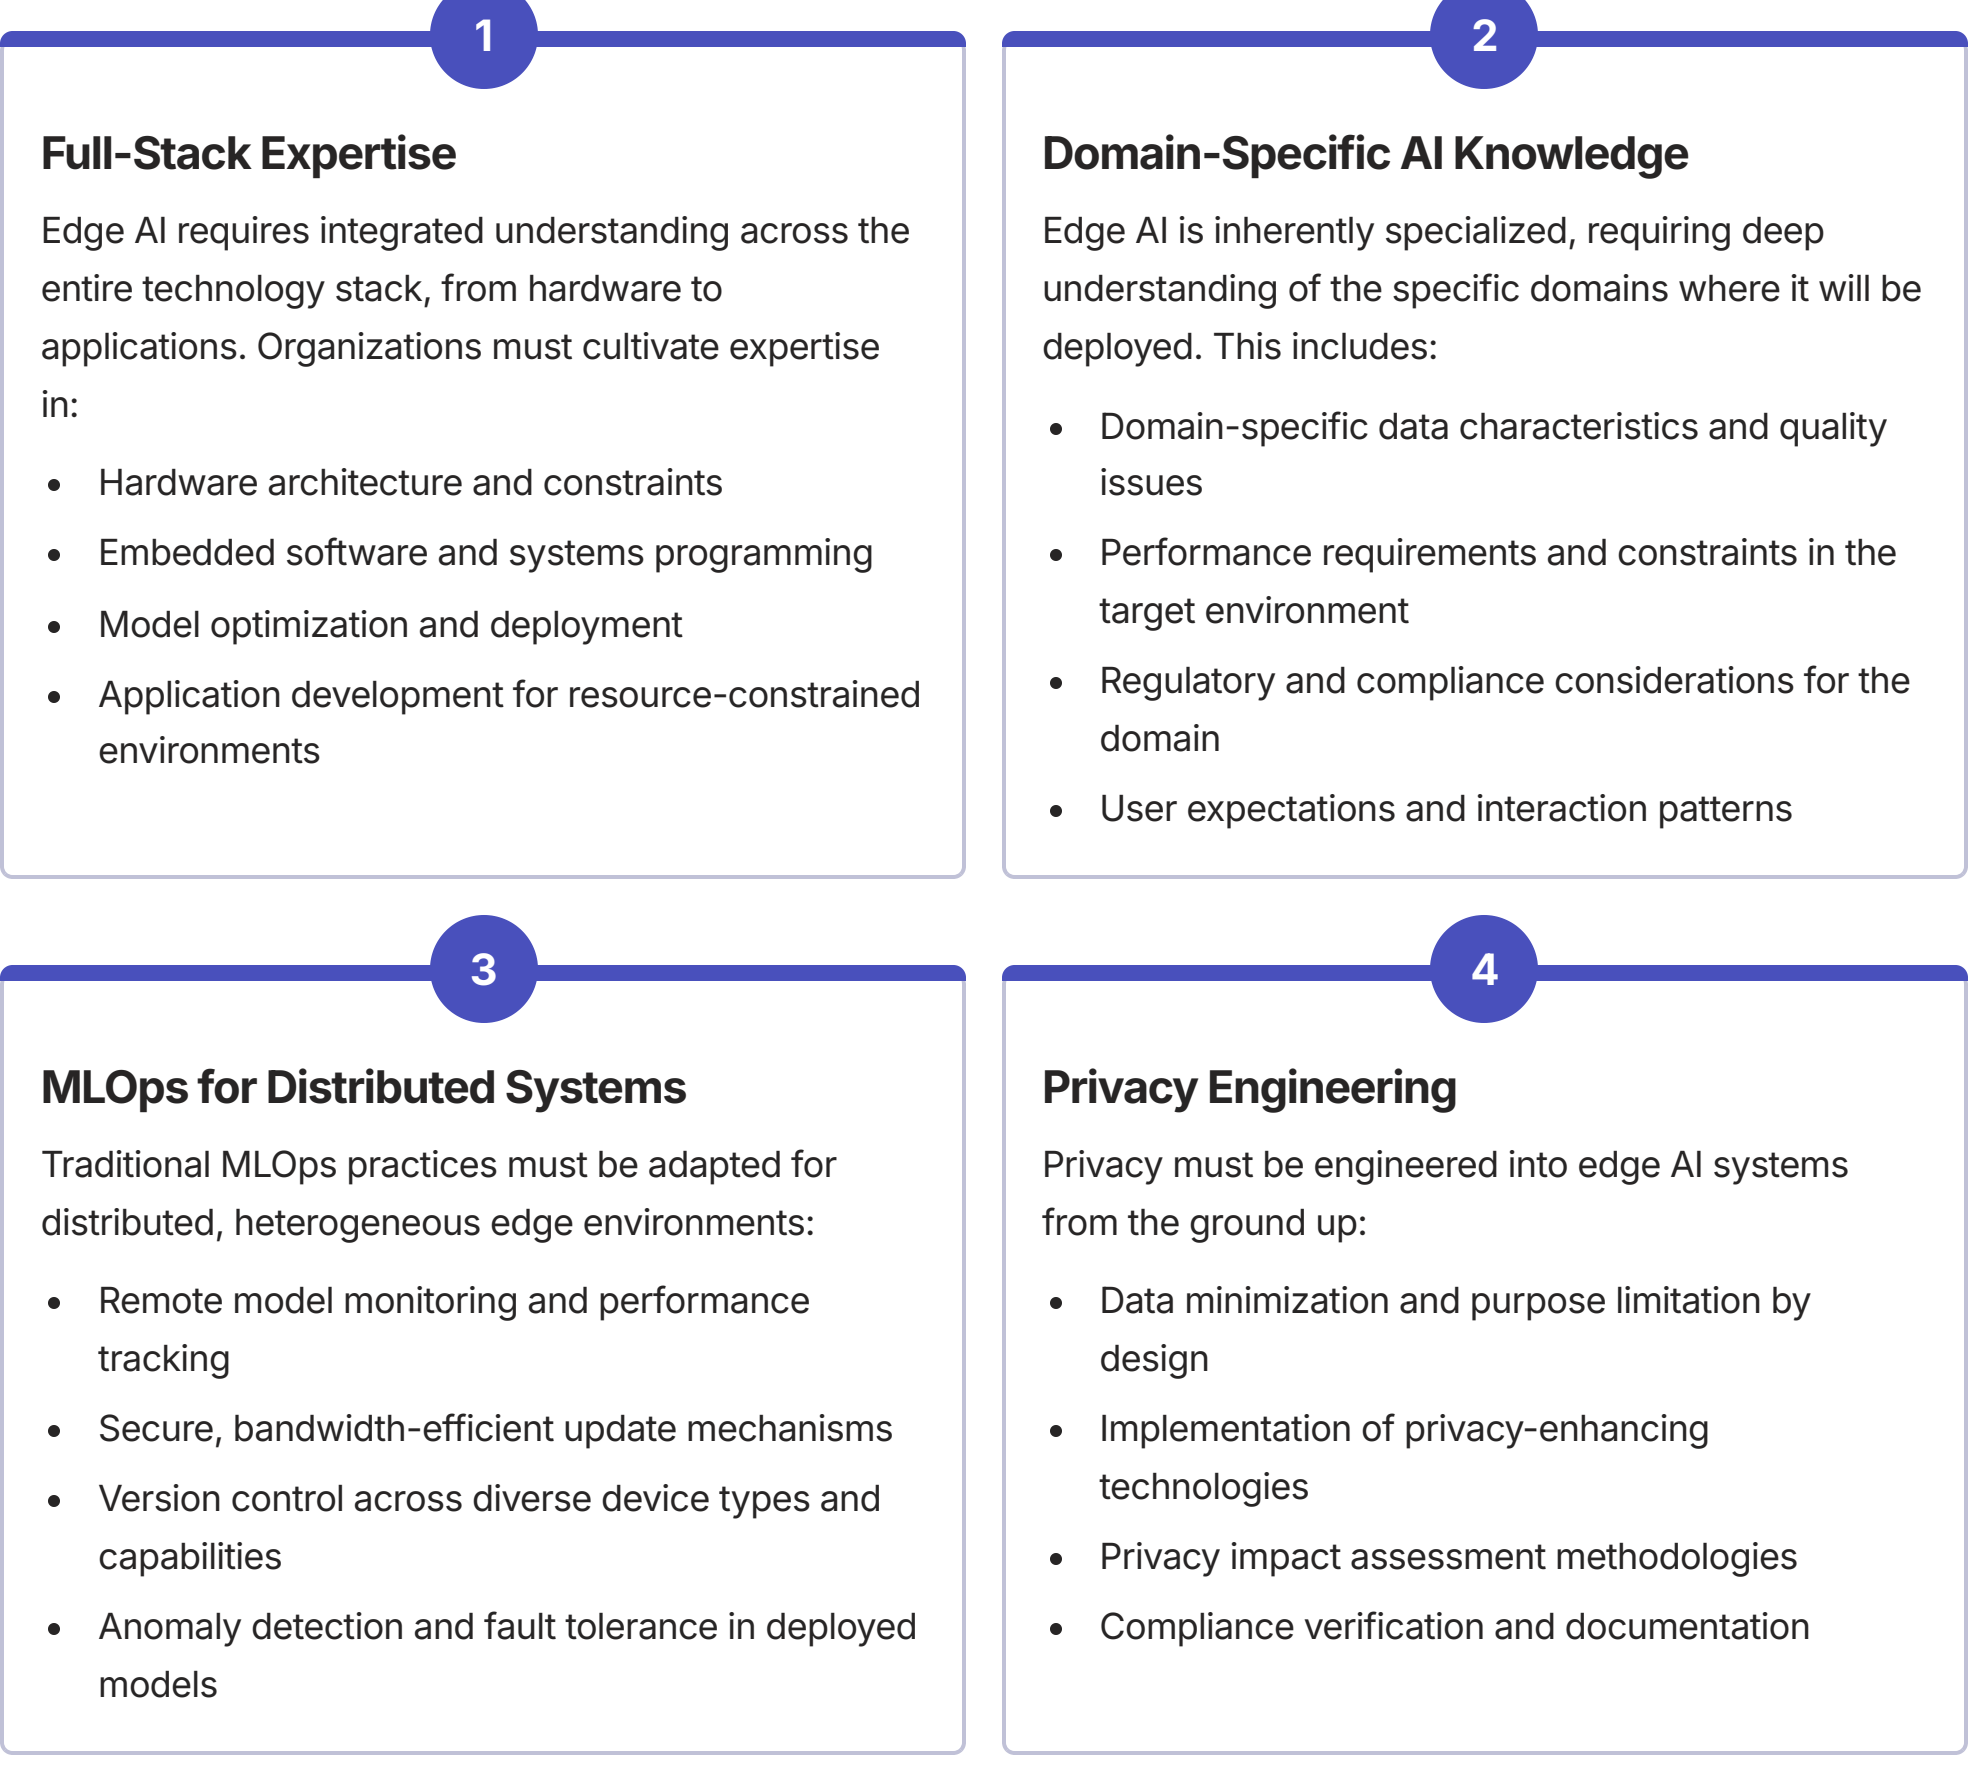 1
Full-Stack Expertise
Edge AI requires integrated understanding across the
entire technology stack, from hardware to
applications. Organizations must cultivate expertise
in:
• Hardware architecture and constraints
• Embedded software and systems programming
• Model optimization and deployment
• Application development for resource-constrained
environments
2
Domain-Specific AI Knowledge
Edge AI is inherently specialized, requiring deep
understanding of the specific domains where it will be
deployed. This includes:
• Domain-specific data characteristics and quality
issues
• Performance requirements and constraints in the
target environment
• Regulatory and compliance considerations for the
domain
• User expectations and interaction patterns
3
MLOps for Distributed Systems
Traditional MLOps practices must be adapted for
distributed, heterogeneous edge environments:
• Remote model monitoring and performance
tracking
• Secure, bandwidth-efficient update mechanisms
• Version control across diverse device types and
capabilities
• Anomaly detection and fault tolerance in deployed
models
4
Privacy Engineering
Privacy must be engineered into edge AI systems
from the ground up:
• Data minimization and purpose limitation by
design
• Implementation of privacy-enhancing
technologies
• Privacy impact assessment methodologies
• Compliance verification and documentation